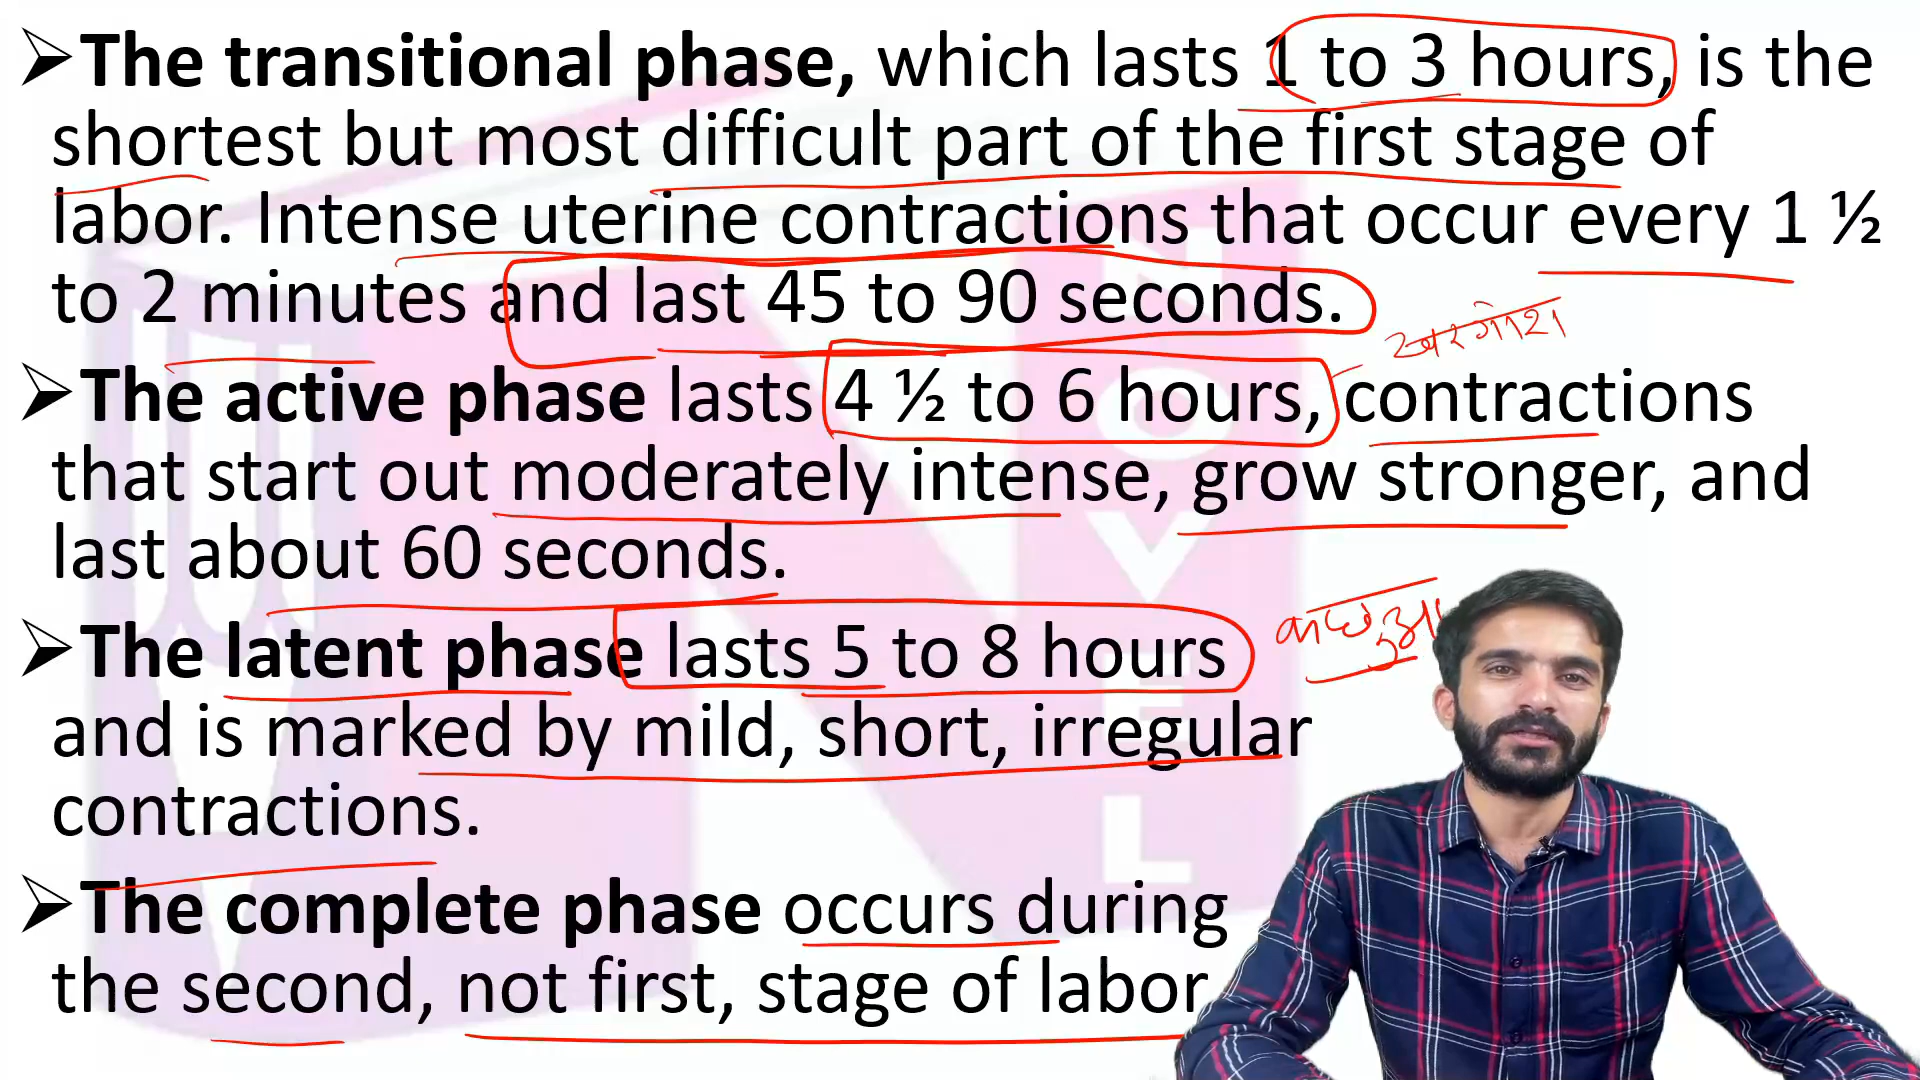 ➢The transitional phase, which lasts 1 to 3 hours, is the
shortest but most difficult part of the first stage of
labor. Intense uterine contractions that occur every 1 ½
to 2 minutes and last 45 to 90 seconds.
खरगोश
➢The active phase lasts 4 ½ to 6 hours, contractions
that start out moderately intense, grow stronger, and
last about 60 seconds.
➢The latent phase lasts 5 to 8 hours
कछुआ
and is marked by mild, short, irregular
contractions.
➢The complete phase occurs during
the second, not first, stage of labor
NOVEL